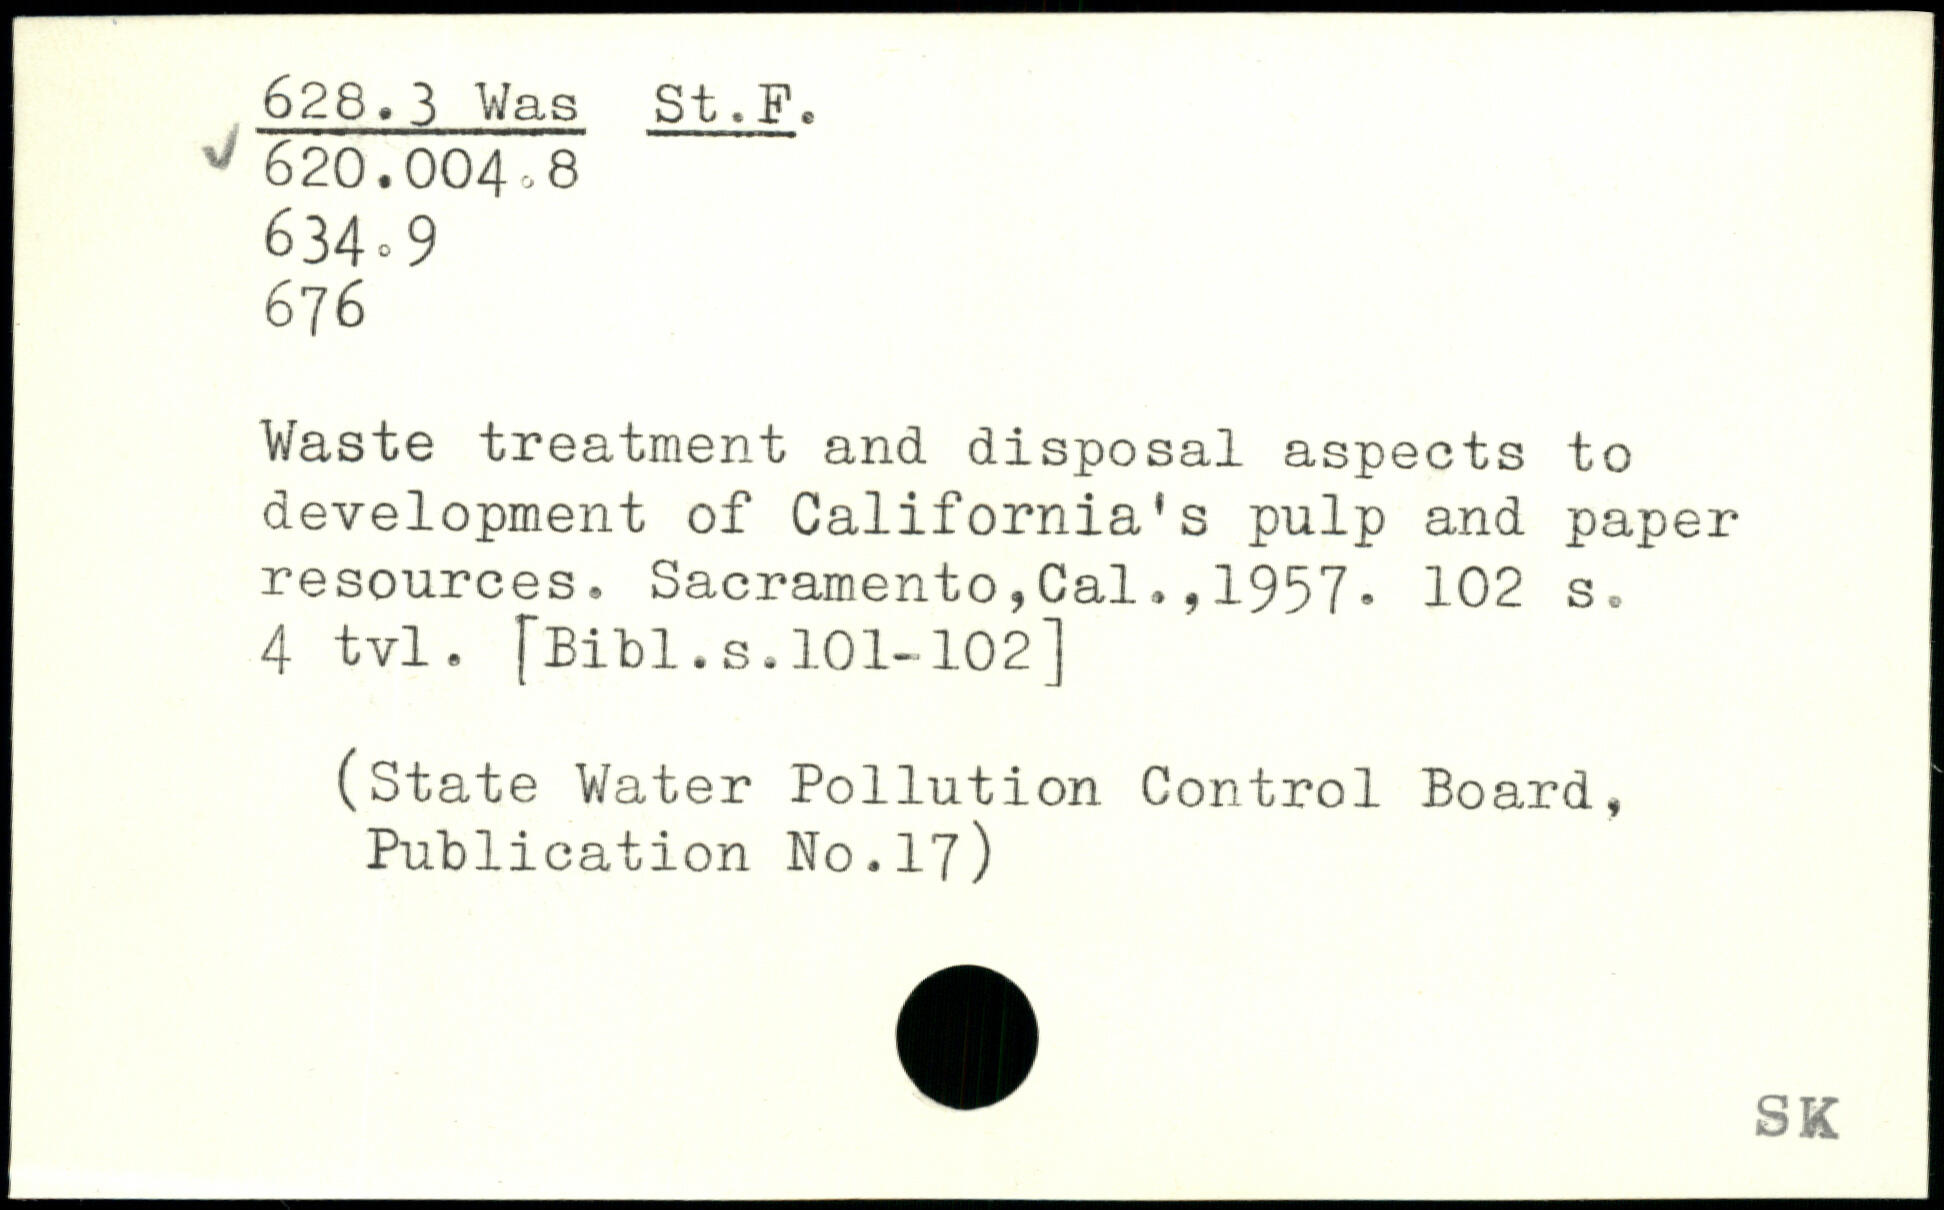 628.3 Was St.F.
620.004.8
634.9
676
Waste treatment and disposal aspects to
development of California's pulp and paper
resources. Sacramento,Cal.,1957. 102 s.
4 tvl. [Bibl.s.101-102]
(State Water Pollution Control Board,
Publication No.17)
SK